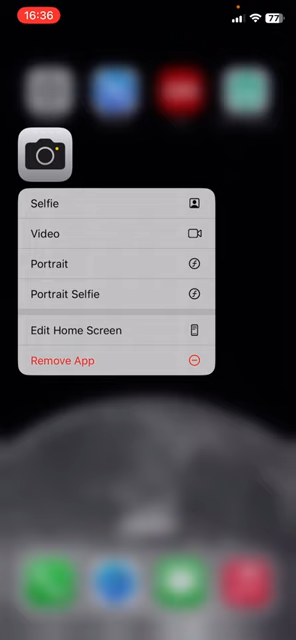 16:36
77
Selfie
Video
Portrait
Portrait Selfie
Edit Home Screen
Remove App